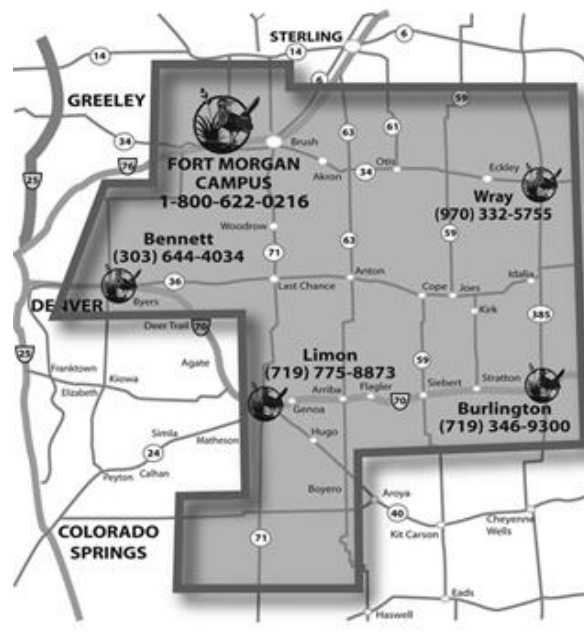 STERLING
6
14
14
6
GREELEY
59
63
61
34
Brush
76
FORT MORGAN
CAMPUS
1-800-622-0216
Akron
34
Otis
Eckley
25
Wray
(970) 332-5755
Woodrow
Bennett
(303) 644-4034
71
63
59
36
Last Chance
Anton
Cope
Joes
Idalia
DENVER
Byers
Kirk
385
Deer Trail
70
25
Limon
(719) 775-8873
59
Franktown
Kiowa
Elizabeth
Agate
Genoa
Arriba
Flagler
70
Siebert
Stratton
Burlington
(719) 346-9300
Simla
Matheson
Hugo
24
Peyton
Calhan
Boyero
Aroya
COLORADO
SPRINGS
71
40
Kit Carson
Cheyenne
Wells
Eads
Haswell